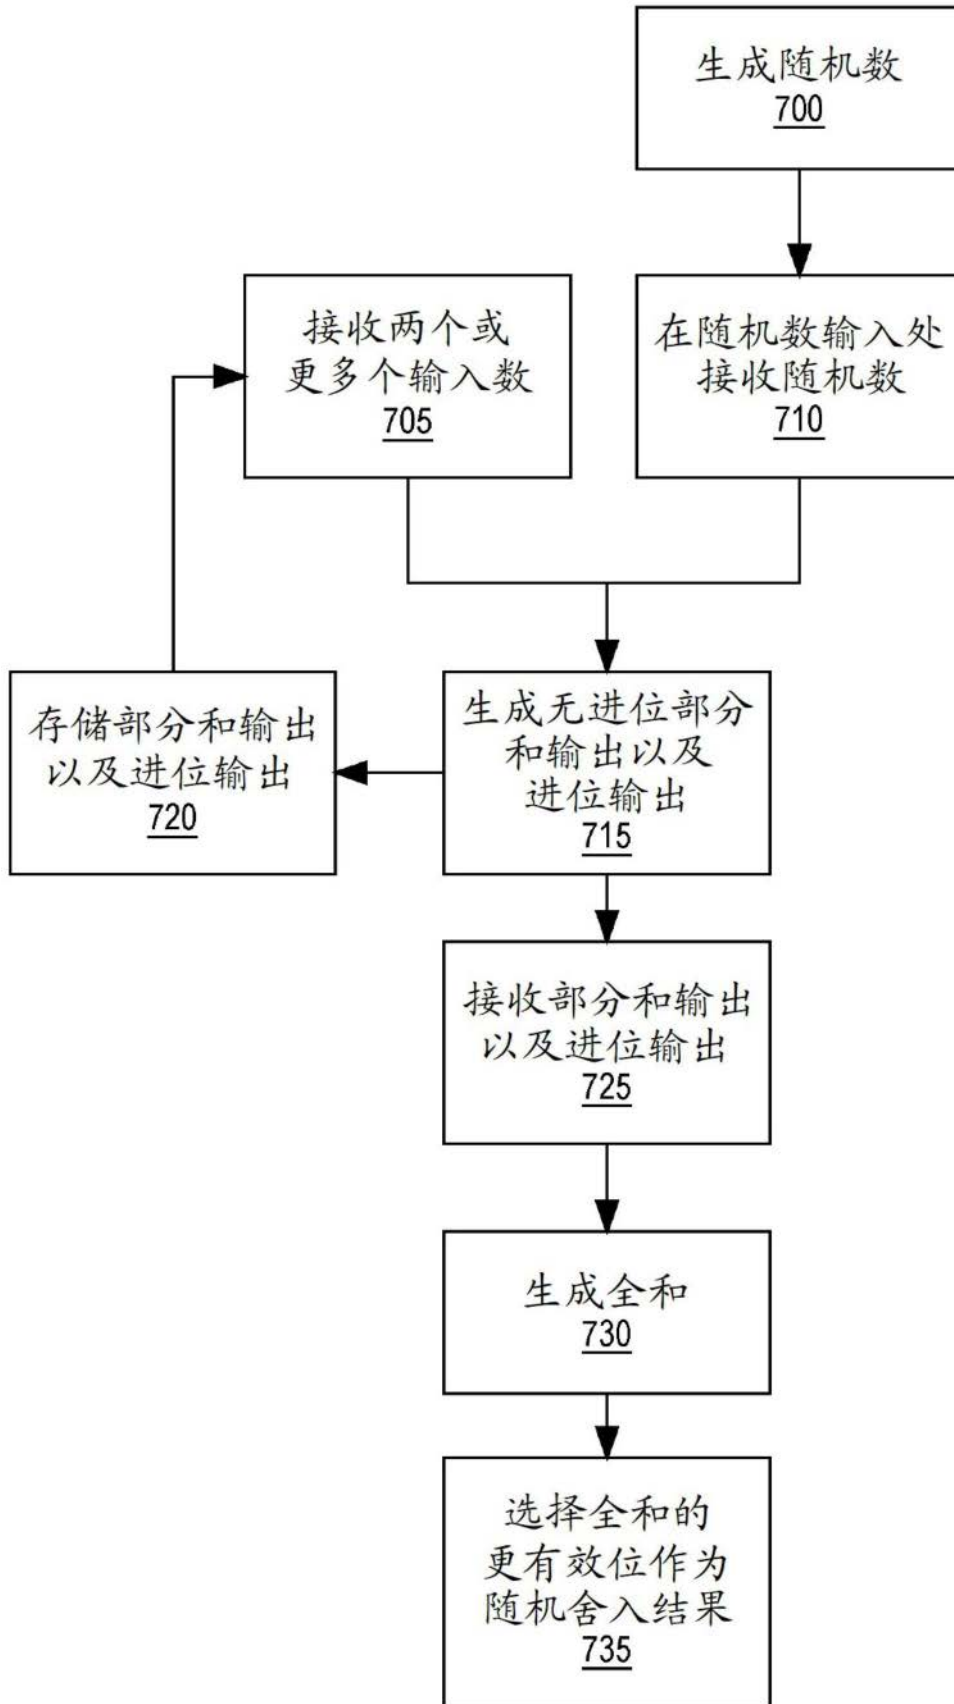 生成随机数
700
接收两个或
更多个输入数
705
在随机数输入处
接收随机数
710
存储部分和输出
以及进位输出
720
生成无进位部分
和输出以及
进位输出
715
接收部分和输出
以及进位输出
725
生成全和
730
选择全和的
更有效位作为
随机舍入结果
735